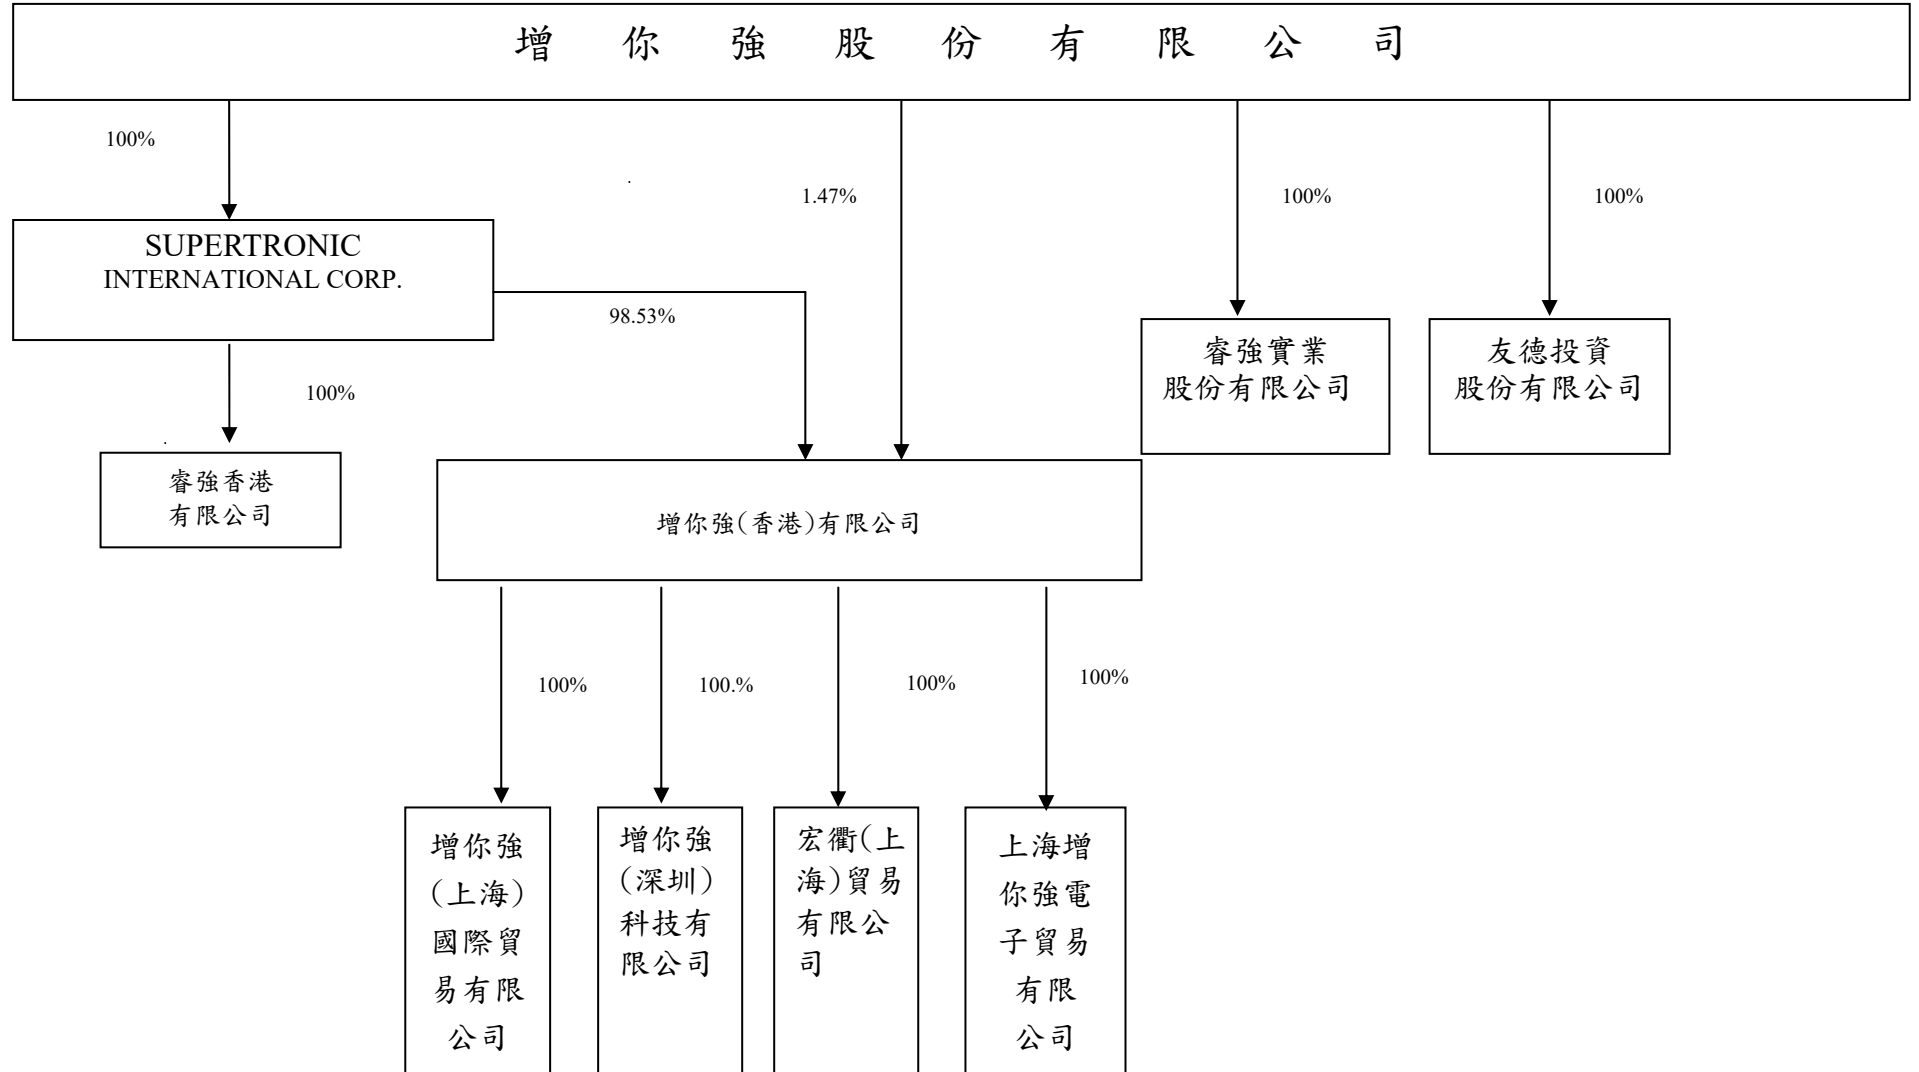 增你強股份有限公司
100%
1.47%
100%
100%
SUPERTRONIC
INTERNATIONAL CORP.
98.53%
睿強實業
股份有限公司
友德投資
股份有限公司
100%
睿強香港
有限公司
增你強(香港)有限公司
100%
100.%
100%
100%
增你強
(上海)
國際貿
易有限
公司
增你強
(深圳)
科技有
限公司
宏衢(上
海)貿易
有限公
司
上海增
你強電
子貿易
有限
公司